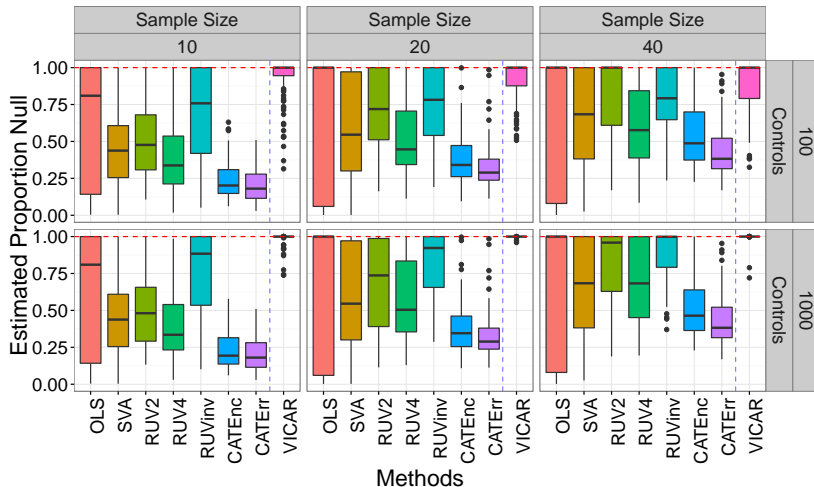 Sample Size
Sample Size
Sample Size
10
20
40
1.00
0.75
0.50
0.25
0.00
100
Controls
1.00
0.75
0.50
0.25
0.00
1000
Controls
Estimated Proportion Null
OLS
SVA
RUV2
RUV4
RUVinv
CATEnc
CATErr
VICAR
OLS
SVA
RUV2
RUV4
RUVinv
CATEnc
CATErr
VICAR
OLS
SVA
RUV2
RUV4
RUVinv
CATEnc
CATErr
VICAR
Methods